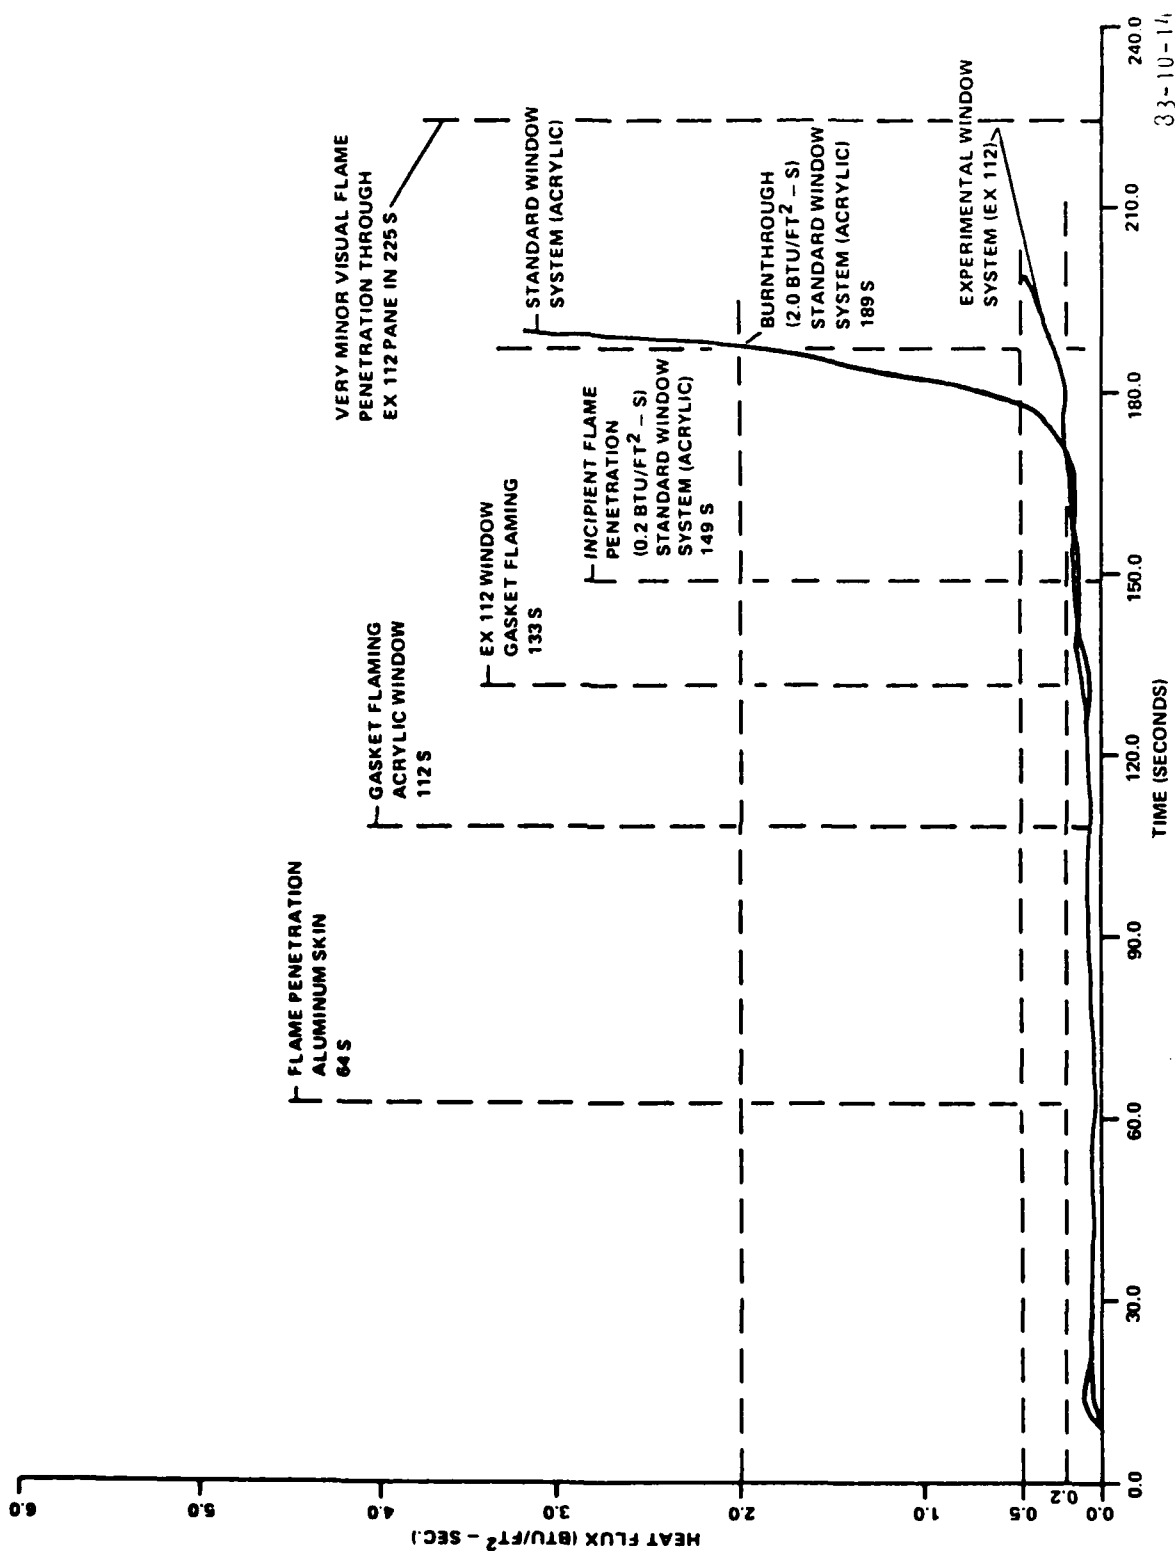 VERY MINOR VISUAL FLAME
PENETRATION THROUGH
EX 112 PANE IN 225 S
STANDARD WINDOW
SYSTEM (ACRYLIC)
BURNTHROUGH
(2.0 BTU/FT² – S)
STANDARD WINDOW
SYSTEM (ACRYLIC)
189 S
INCIPIENT FLAME
PENETRATION
(0.2 BTU/FT² – S)
STANDARD WINDOW
SYSTEM (ACRYLIC)
149 S
EX 112 WINDOW
GASKET FLAMING
133 S
GASKET FLAMING
ACRYLIC WINDOW
112 S
FLAME PENETRATION
ALUMINUM SKIN
64 S
EXPERIMENTAL WINDOW
SYSTEM (EX 112)
HEAT FLUX (BTU/FT² – SEC.)
6.0
5.0
4.0
3.0
2.0
1.0
0.5
0.2
0.0
0.0
30.0
60.0
90.0
120.0
150.0
180.0
210.0
240.0
TIME (SECONDS)
83-10-14